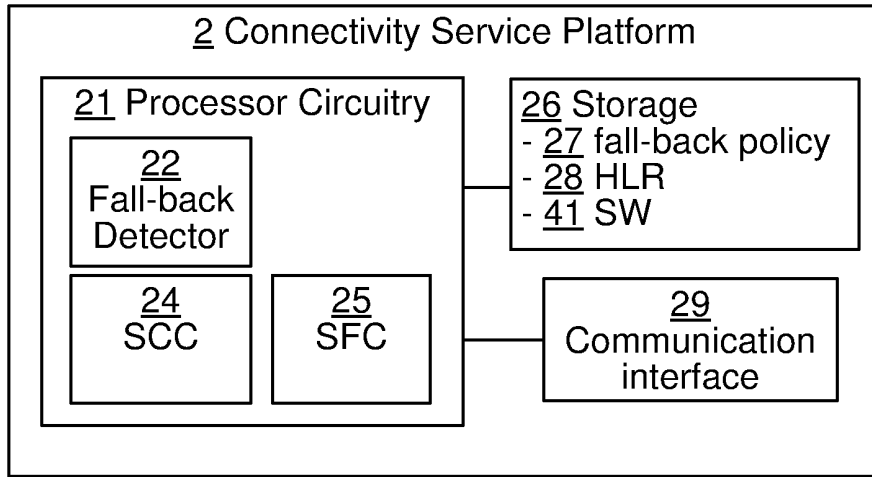 2 Connectivity Service Platform
21 Processor Circuitry
22
Fall-back
Detector
24
SCC
25
SFC
26 Storage
- 27 fall-back policy
- 28 HLR
- 41 SW
29
Communication
interface